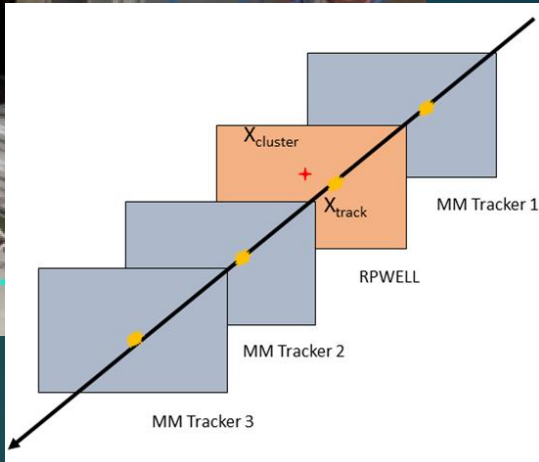 X_cluster
X_track
MM Tracker 1
RPWELL
MM Tracker 2
MM Tracker 3